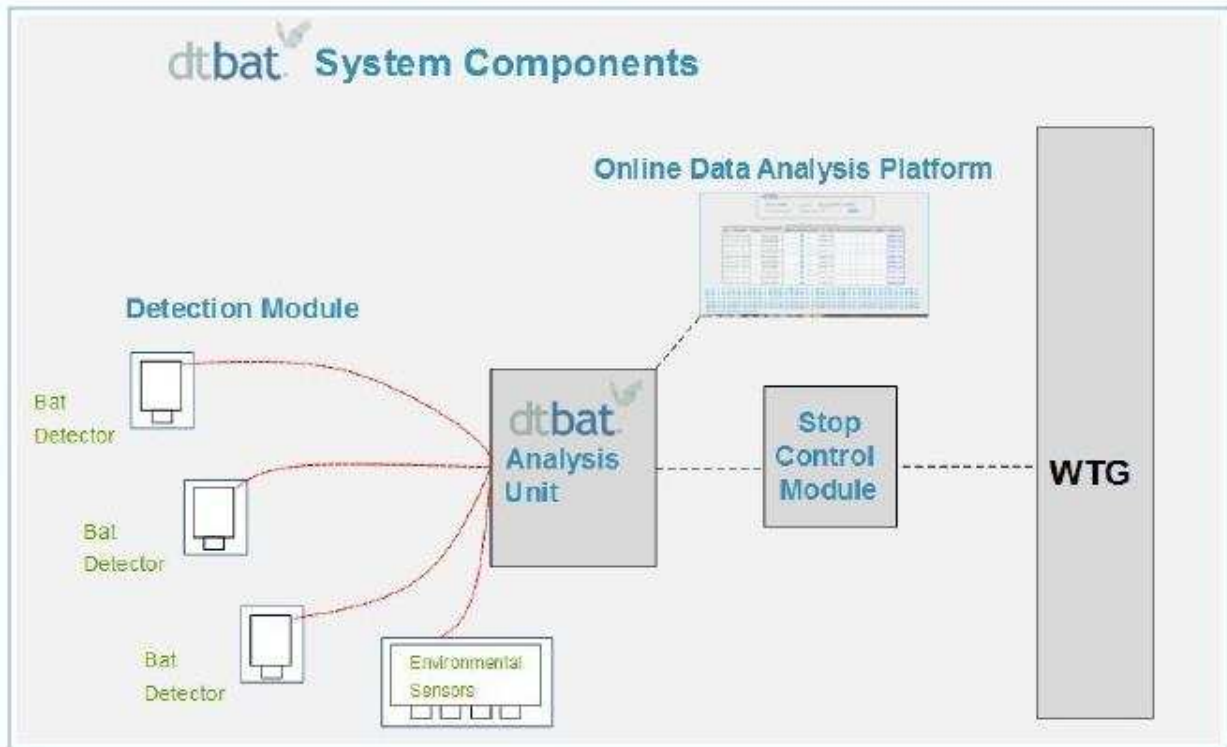 dtbat System Components
Online Data Analysis Platform
Detection Module
Bat
Detector
Bat
Detector
Bat
Detector
Environmental
Sensors
dtbat
Analysis
Unit
Stop
Control
Module
WTG